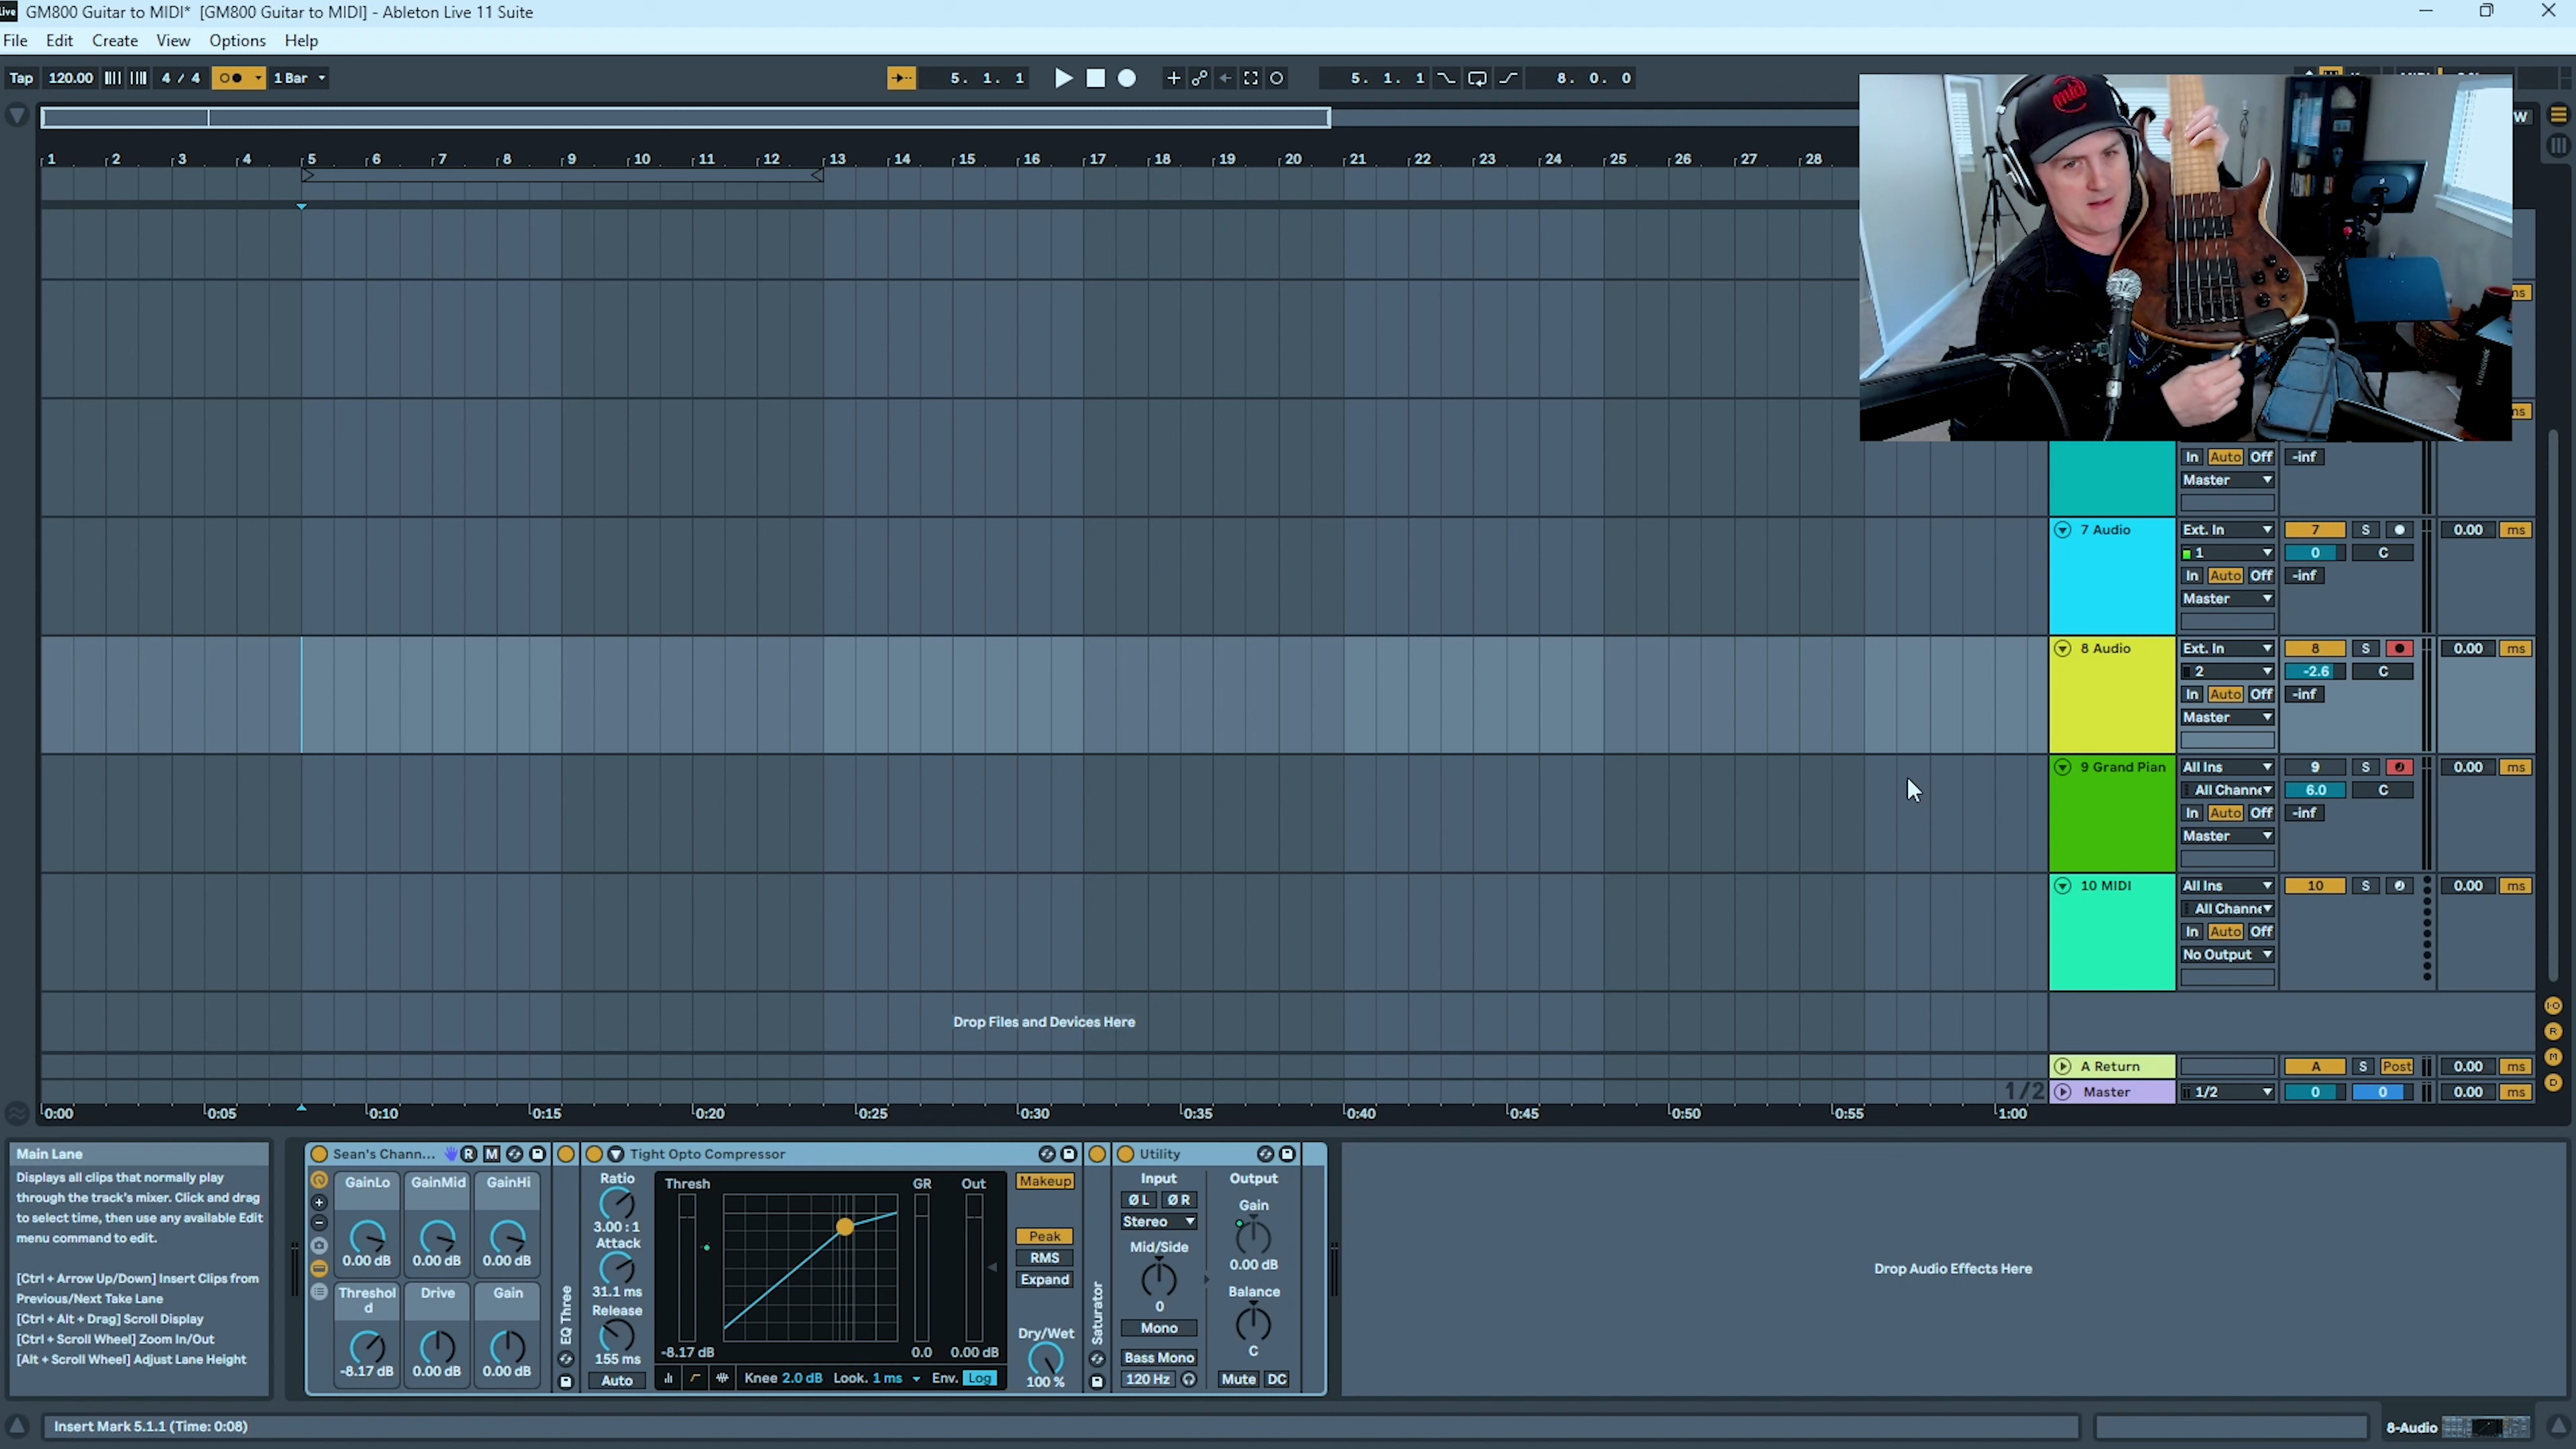 GM800 Guitar to MIDI* [GM800 Guitar to MIDI] - Ableton Live 11 Suite
File Edit Create View Options Help
Tap 120.00 4 / 4 1 Bar 5. 1. 1 5. 1. 1 8. 0. 0
1 2 3 4 5 6 7 8 9 10 11 12 13 14 15 16 17 18 19 20 21 22 23 24 25 26 27 28
In Auto Off -inf
Master
7 Audio Ext. In 7 S 0.00 ms
1 0 C
In Auto Off -inf
Master
8 Audio Ext. In 8 S 0.00 ms
2 -2.6 C
In Auto Off -inf
Master
9 Grand Pian All Ins 9 S 0.00 ms
All Channe 6.0 C
In Auto Off -inf
Master
10 MIDI All Ins 10 S 0.00 ms
All Channe
In Auto Off
No Output
Drop Files and Devices Here
A Return A S Post 0.00 ms
1/2 Master 1/2 0 0 0.00 ms
0:00 0:05 0:10 0:15 0:20 0:25 0:30 0:35 0:40 0:45 0:50 0:55 1:00
Main Lane
Displays all clips that normally play
through the track's mixer. Click and drag
to select time, then use any available Edit
menu command to edit.
[Ctrl + Arrow Up/Down] Insert Clips from
Previous/Next Take Lane
[Ctrl + Alt + Drag] Scroll Display
[Ctrl + Scroll Wheel] Zoom In/Out
[Alt + Scroll Wheel] Adjust Lane Height
Sean's Chann... R M
GainLo GainMid GainHi
0.00 dB 0.00 dB 0.00 dB
Threshol
d Drive Gain
-8.17 dB 0.00 dB 0.00 dB
EQ Three
Tight Opto Compressor
Ratio
3.00 : 1
Attack
31.1 ms
Release
155 ms
Auto
Thresh GR Out
-8.17 dB 0.0 0.00 dB
Knee 2.0 dB Look. 1 ms Env. Log
Makeup
Peak
RMS
Expand
Dry/Wet
100 %
Saturator
Utility
Input Output
Ø L Ø R
Stereo
Mid/Side
0
Mono
Bass Mono
120 Hz
Gain
0.00 dB
Balance
C
Mute DC
Drop Audio Effects Here
Insert Mark 5.1.1 (Time: 0:08)
8-Audio